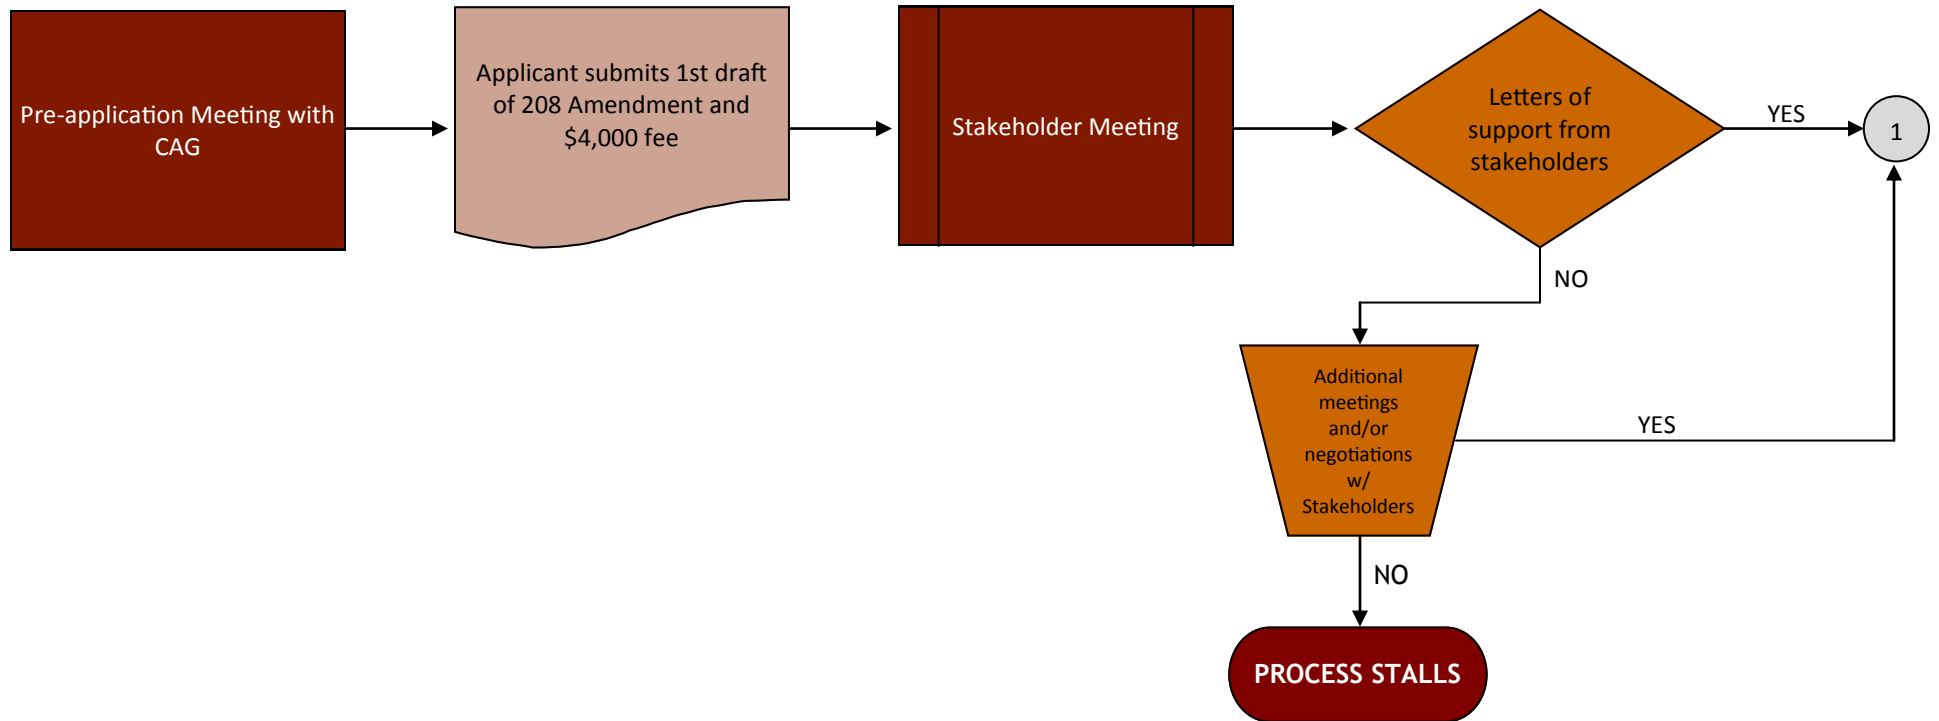 Pre-application Meeting with
CAG
Applicant submits 1st draft
of 208 Amendment and
$4,000 fee
Stakeholder Meeting
Letters of
support from
stakeholders
YES
1
NO
Additional
meetings
and/or
negotiations
w/
Stakeholders
YES
NO
PROCESS STALLS